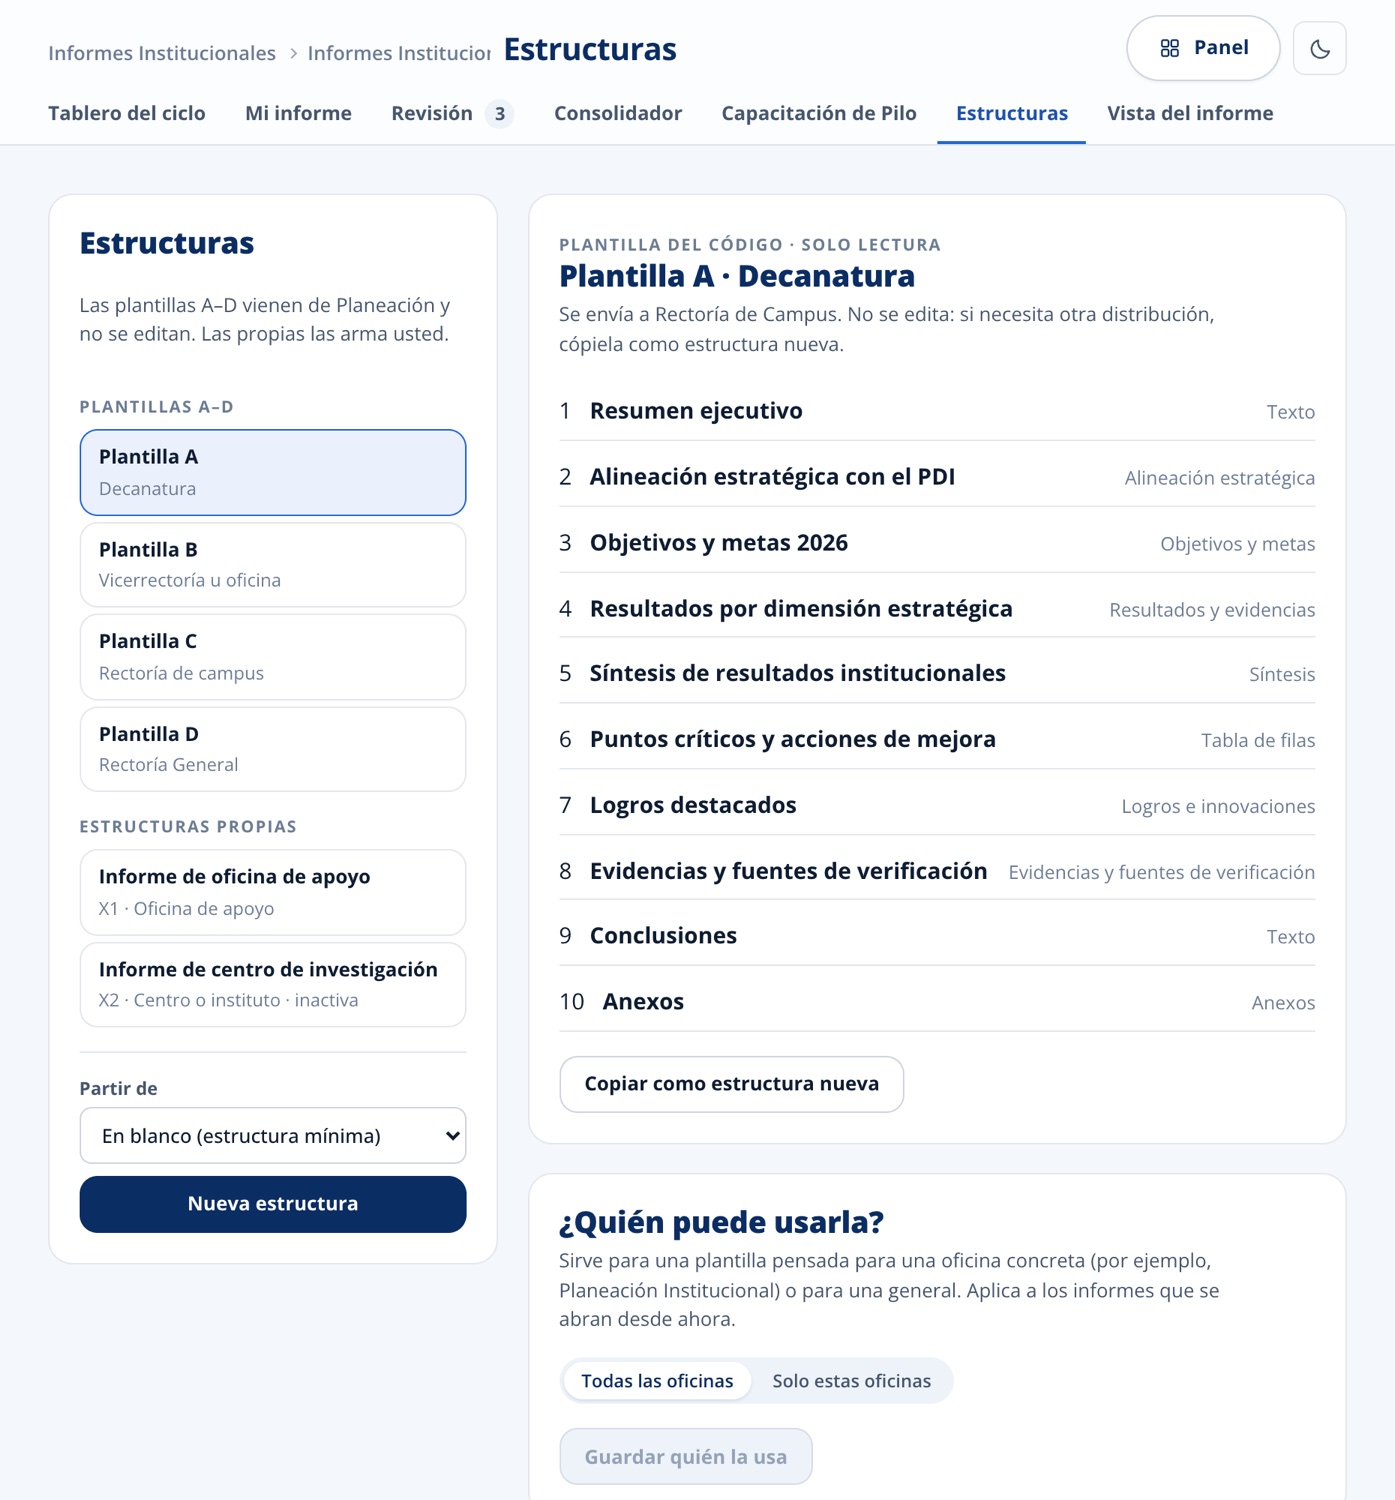 Informes Institucionales > Informes Institucior Estructuras
Panel
Tablero del ciclo Mi informe Revisión 3 Consolidador Capacitación de Pilo Estructuras Vista del informe
Estructuras
Las plantillas A–D vienen de Planeación y
no se editan. Las propias las arma usted.
PLANTILLAS A–D
Plantilla A
Decanatura
Plantilla B
Vicerrectoría u oficina
Plantilla C
Rectoría de campus
Plantilla D
Rectoría General
ESTRUCTURAS PROPIAS
Informe de oficina de apoyo
X1 · Oficina de apoyo
Informe de centro de investigación
X2 · Centro o instituto · inactiva
Partir de
En blanco (estructura mínima)
Nueva estructura
PLANTILLA DEL CÓDIGO · SOLO LECTURA
Plantilla A · Decanatura
Se envía a Rectoría de Campus. No se edita: si necesita otra distribución,
cópiela como estructura nueva.
1 Resumen ejecutivo Texto
2 Alineación estratégica con el PDI Alineación estratégica
3 Objetivos y metas 2026 Objetivos y metas
4 Resultados por dimensión estratégica Resultados y evidencias
5 Síntesis de resultados institucionales Síntesis
6 Puntos críticos y acciones de mejora Tabla de filas
7 Logros destacados Logros e innovaciones
8 Evidencias y fuentes de verificación Evidencias y fuentes de verificación
9 Conclusiones Texto
10 Anexos Anexos
Copiar como estructura nueva
¿Quién puede usarla?
Sirve para una plantilla pensada para una oficina concreta (por ejemplo,
Planeación Institucional) o para una general. Aplica a los informes que se
abran desde ahora.
Todas las oficinas Solo estas oficinas
Guardar quién la usa